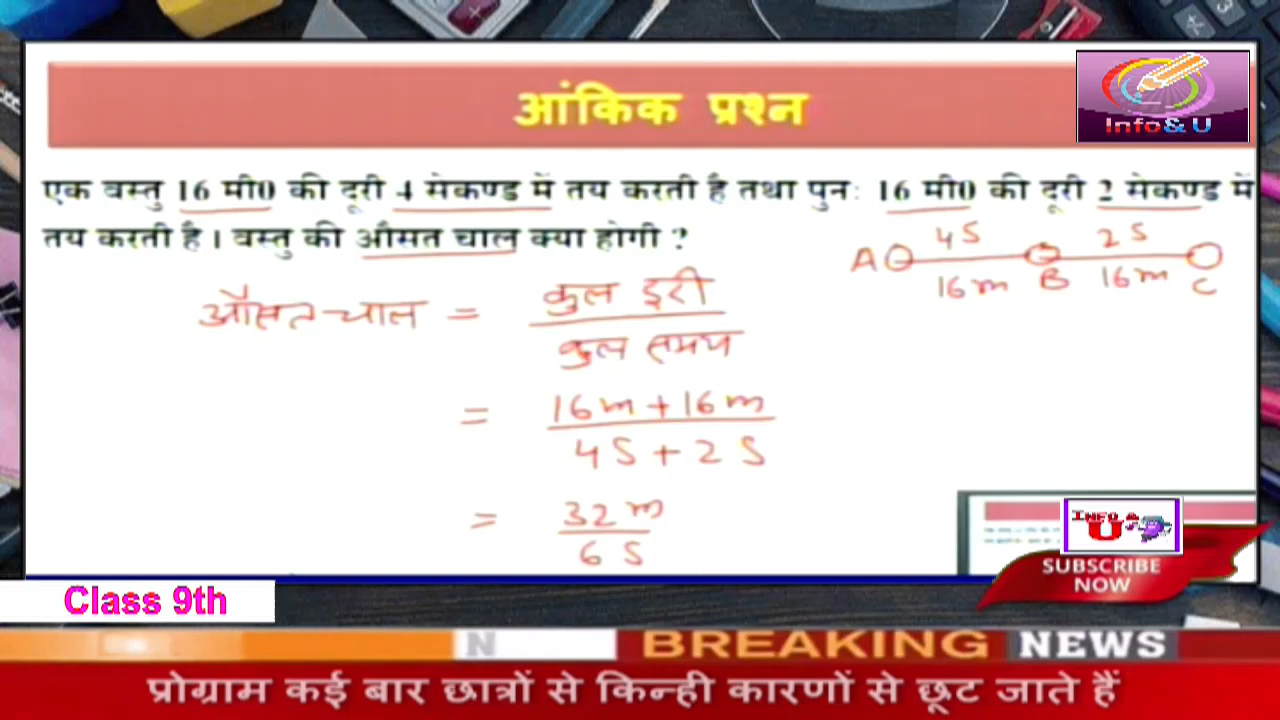 आंकिक प्रश्न
Info & U
एक वस्तु 16 मी0 की दूरी 4 सेकण्ड में तय करती है तथा पुनः 16 मी0 की दूरी 2 सेकण्ड में
तय करती है। वस्तु की औसत चाल क्या होगी ?
4S 2S
A B C
16m 16m
औसत चाल = कुल दूरी
कुल समय
= 16m + 16m
4S + 2S
= 32m
6S
INFO &
U
SUBSCRIBE
NOW
Class 9th
N BREAKING NEWS
प्रोग्राम कई बार छात्रों से किन्ही कारणों से छूट जाते हैं